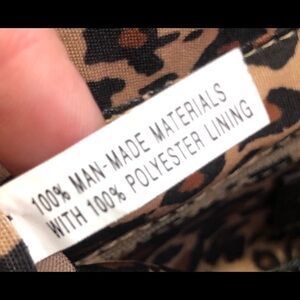 100% MAN-MADE MATERIALS
WITH 100% POLYESTER LINING